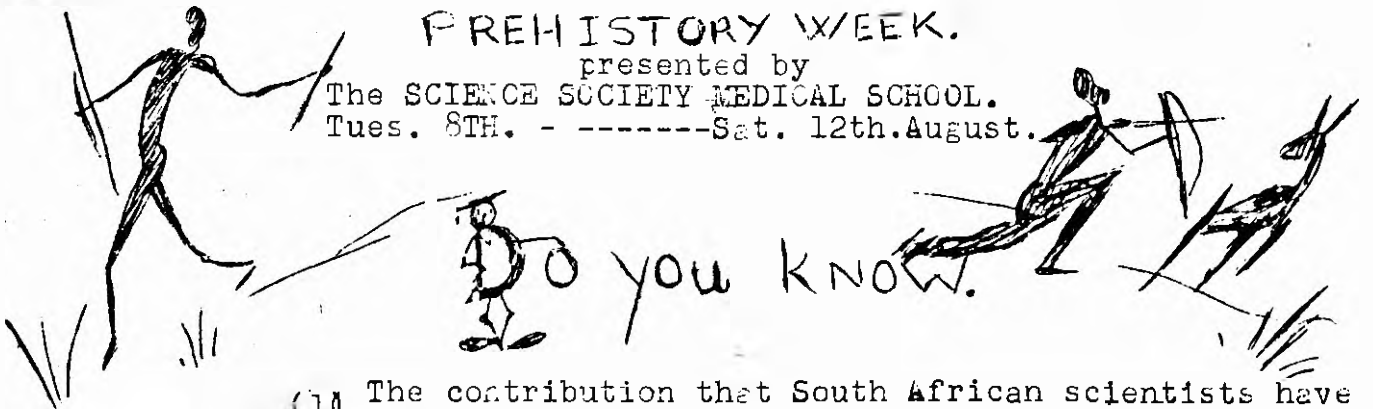 PREHISTORY WEEK.
presented by
The SCIENCE SOCIETY MEDICAL SCHOOL.
Tues. 8TH. - -------Sat. 12th.August.
Do you know.
(1) The contribution that South African scientists have